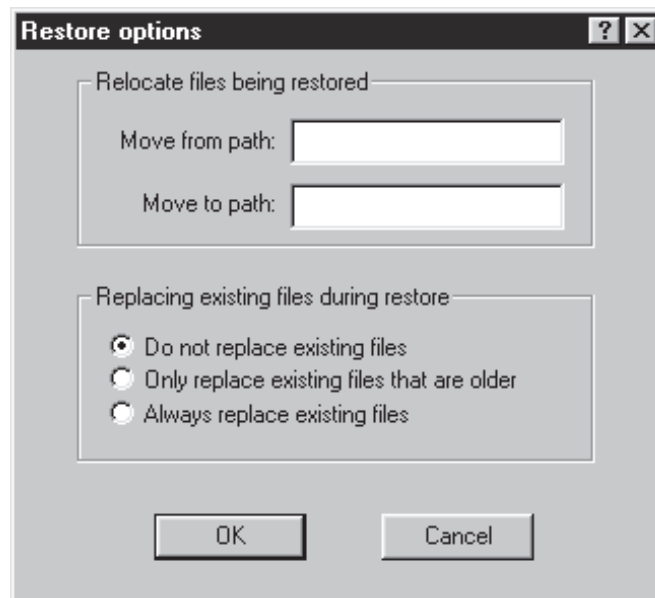 Restore options
Relocate files being restored
Move from path:
Move to path:
Replacing existing files during restore
Do not replace existing files
Only replace existing files that are older
Always replace existing files
OK Cancel